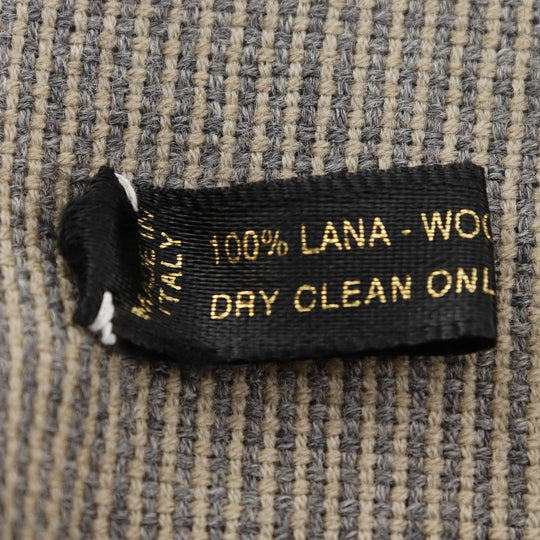 MADE IN
ITALY
100% LANA - WOO
DRY CLEAN ONL